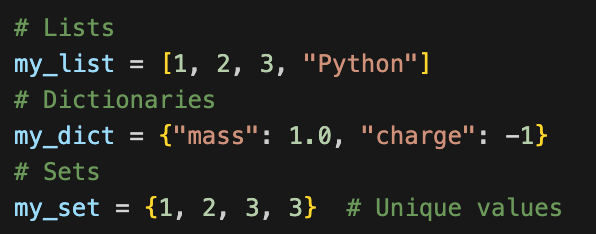 # Lists
my_list = [1, 2, 3, "Python"]
# Dictionaries
my_dict = {"mass": 1.0, "charge": -1}
# Sets
my_set = {1, 2, 3, 3}  # Unique values